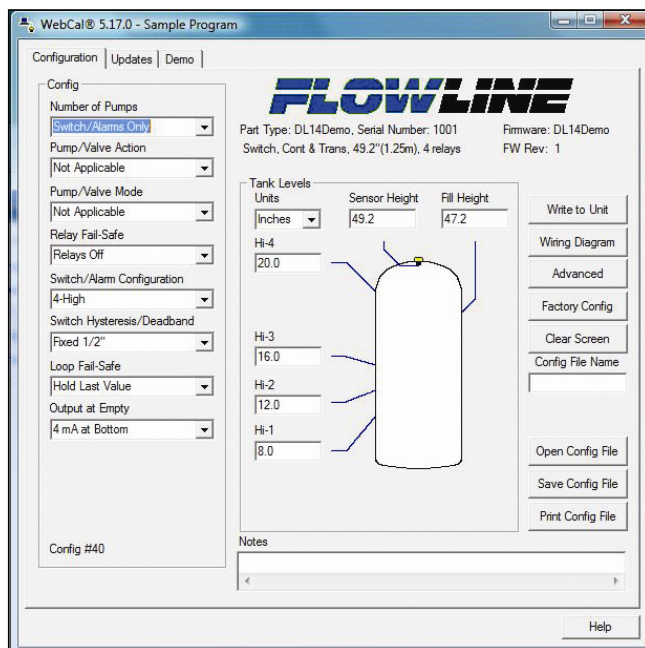 WebCal® 5.17.0 - Sample Program
Configuration
Updates
Demo
Config
Number of Pumps
Switch/Alarms Only
Pump/Valve Action
Not Applicable
Pump/Valve Mode
Not Applicable
Relay Fail-Safe
Relays Off
Switch/Alarm Configuration
4-High
Switch Hysteresis/Deadband
Fixed 1/2"
Loop Fail-Safe
Hold Last Value
Output at Empty
4 mA at Bottom
Config #40
FLOWLINE
Part Type: DL14Demo, Serial Number: 1001
Firmware: DL14Demo
Switch, Cont & Trans, 49.2"(1.25m), 4 relays
FW Rev: 1
Tank Levels
Units
Sensor Height
Fill Height
Inches
49.2
47.2
Hi-4
20.0
Hi-3
16.0
Hi-2
12.0
Hi-1
8.0
Write to Unit
Wiring Diagram
Advanced
Factory Config
Clear Screen
Config File Name
Open Config File
Save Config File
Print Config File
Notes
Help